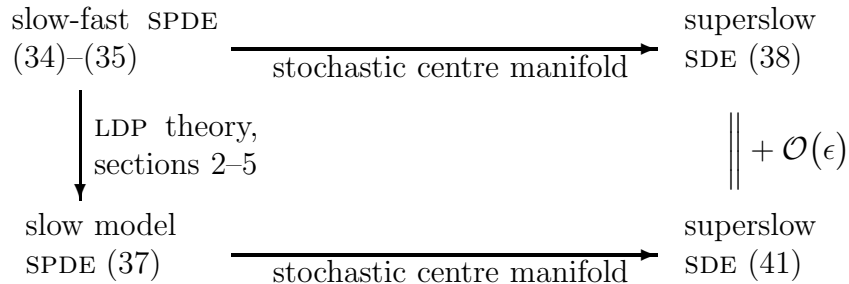 slow-fast SPDE
(34)–(35)
superslow
SDE (38)
stochastic centre manifold
LDP theory,
sections 2–5
‖ + O(ϵ)
slow model
SPDE (37)
superslow
SDE (41)
stochastic centre manifold